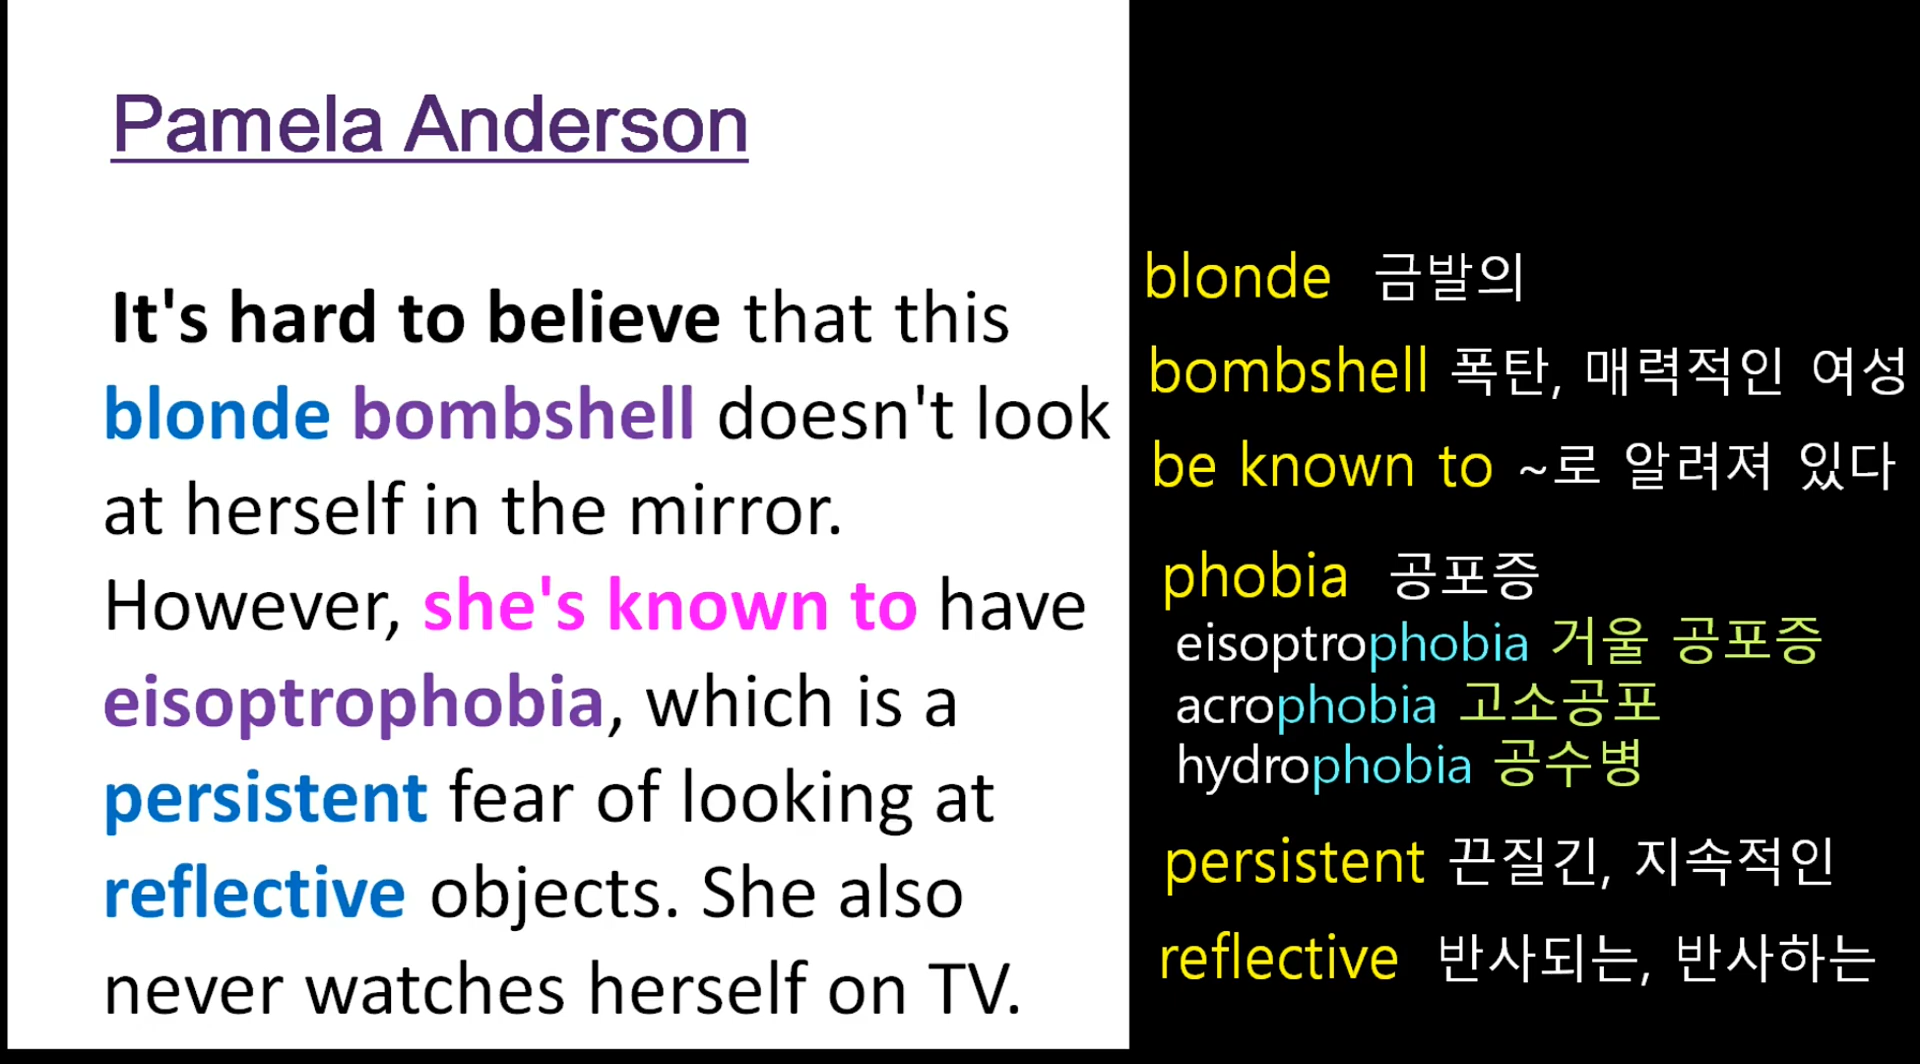 Pamela Anderson
It's hard to believe that this
blonde bombshell doesn't look
at herself in the mirror.
However, she's known to have
eisoptrophobia, which is a
persistent fear of looking at
reflective objects. She also
never watches herself on TV.
blonde 금발의
bombshell 폭탄, 매력적인 여성
be known to ~로 알려져 있다
phobia 공포증
eisoptrophobia 거울 공포증
acrophobia 고소공포
hydrophobia 공수병
persistent 끈질긴, 지속적인
reflective 반사되는, 반사하는